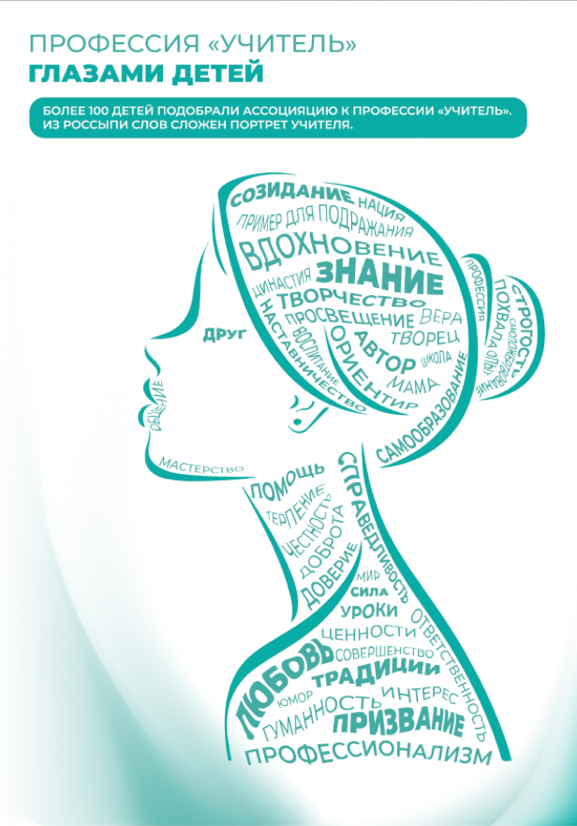 ПРОФЕССИЯ «УЧИТЕЛЬ»
ГЛАЗАМИ ДЕТЕЙ
БОЛЕЕ 100 ДЕТЕЙ ПОДОБРАЛИ АССОЦИЯЦИЮ К ПРОФЕССИИ «УЧИТЕЛЬ».
ИЗ РОССЫПИ СЛОВ СЛОЖЕН ПОРТРЕТ УЧИТЕЛЯ.
СОЗИДАНИЕ
НАЦИЯ
ПРИМЕР ДЛЯ ПОДРАЖАНИЯ
ВДОХНОВЕНИЕ
ЦИНАСТИЯ
ЗНАНИЕ
ТВОРЧЕСТВО
ПРОСВЕЩЕНИЕ
ВЕРА
НАСТАВНИЧЕСТВО
ВОСПИТАНИЕ
ОРИЕНТИР
АВТОР
ТВОРЕЦ
ШКОЛА
МАМА
САМООБРАЗОВАНИЕ
ПРОФЕССИЯ
ПОХВАЛА
ОПЫТ
СТРОГОСТЬ
САМОПОЖЕРТВОВАНИЕ
ДРУГ
ОБЩЕНИЕ
МАСТЕРСТВО
ПОМОЩЬ
ТЕРПЕНИЕ
ЧЕСТНОСТЬ
ДОБРОТА
ДОВЕРИЕ
СПРАВЕДЛИВОСТЬ
МИР
СИЛА
УРОКИ
ОТВЕТСТВЕННОСТЬ
ЦЕННОСТИ
СОВЕРШЕНСТВО
ЛЮБОВЬ
ТРАДИЦИИ
ЮМОР
ИНТЕРЕС
ГУМАННОСТЬ
ПРИЗВАНИЕ
ПРОФЕССИОНАЛИЗМ